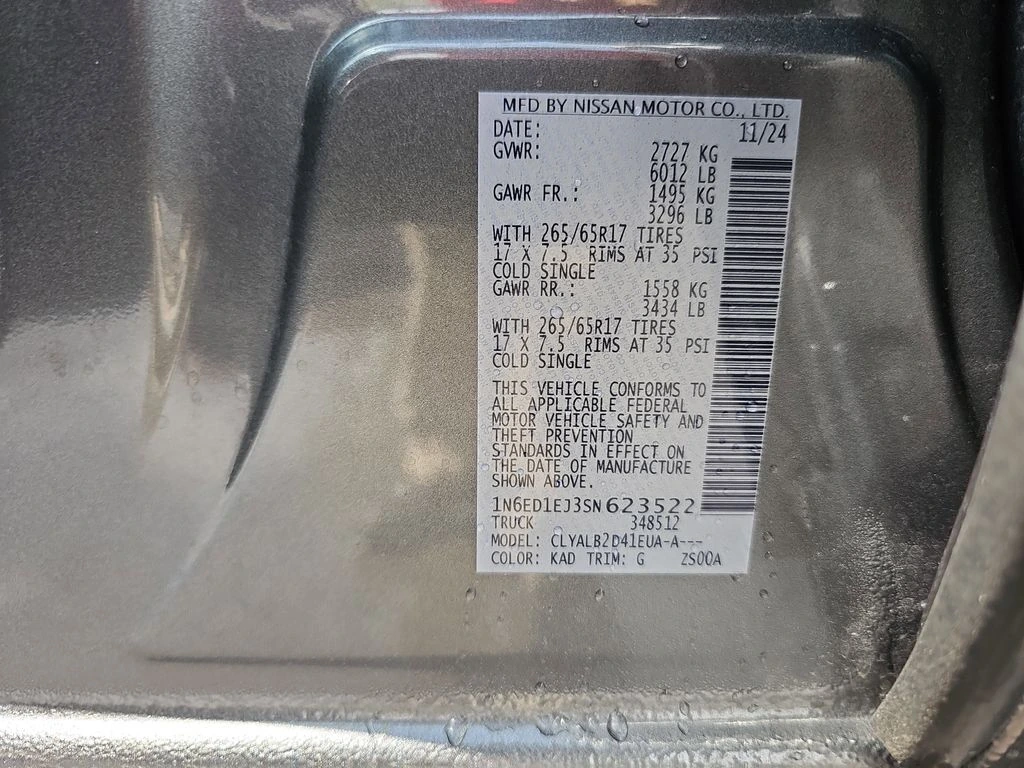 MFD BY NISSAN MOTOR CO., LTD.
DATE: 11/24
GVWR: 2727 KG
6012 LB
GAWR FR.: 1495 KG
3296 LB
WITH 265/65R17 TIRES
17 X 7.5 RIMS AT 35 PSI
COLD SINGLE
GAWR RR.: 1558 KG
3434 LB
WITH 265/65R17 TIRES
17 X 7.5 RIMS AT 35 PSI
COLD SINGLE
THIS VEHICLE CONFORMS TO
ALL APPLICABLE FEDERAL
MOTOR VEHICLE SAFETY AND
THEFT PREVENTION
STANDARDS IN EFFECT ON
THE DATE OF MANUFACTURE
SHOWN ABOVE.
1N6ED1EJ3SN623522
TRUCK 348512
MODEL: CLYALB2D41EUA-A---
COLOR: KAD TRIM: G ZS00A